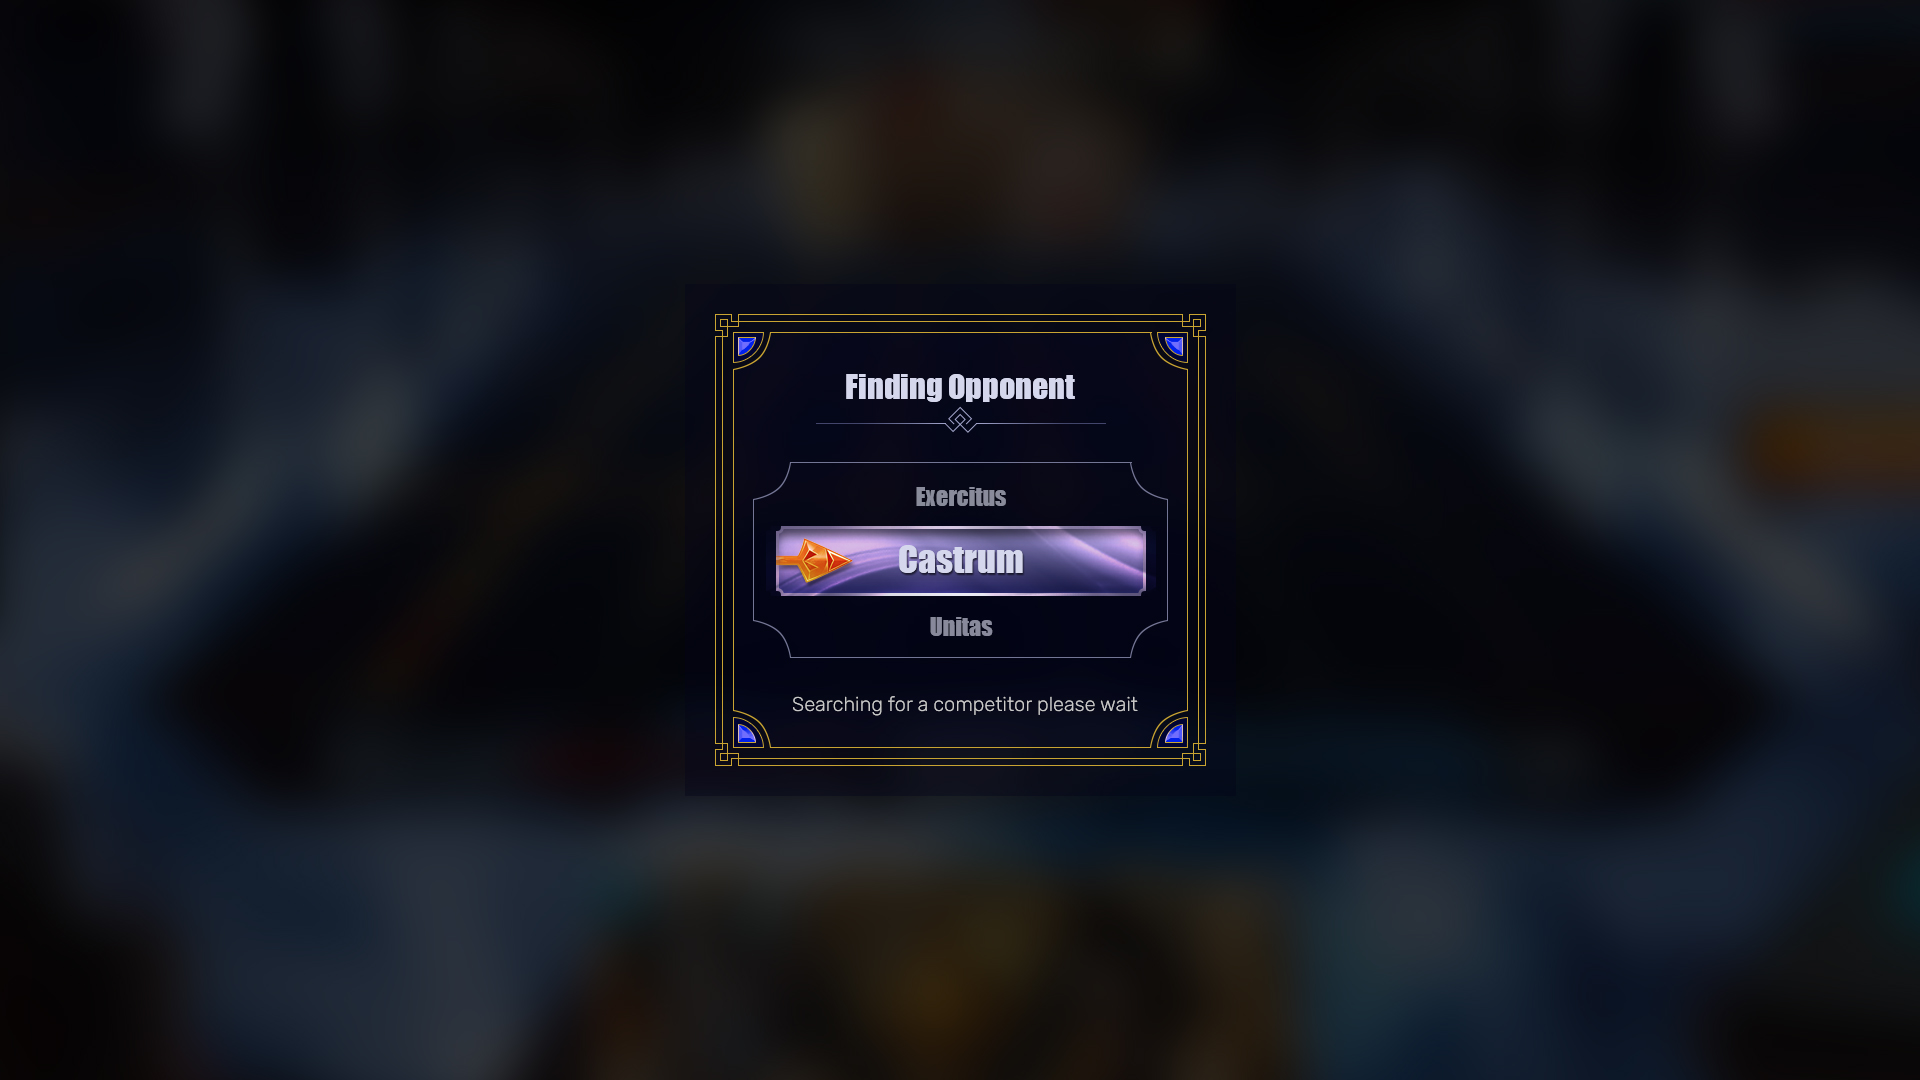 Finding Opponent
Exercitus
Castrum
Unitas
Searching for a competitor please wait